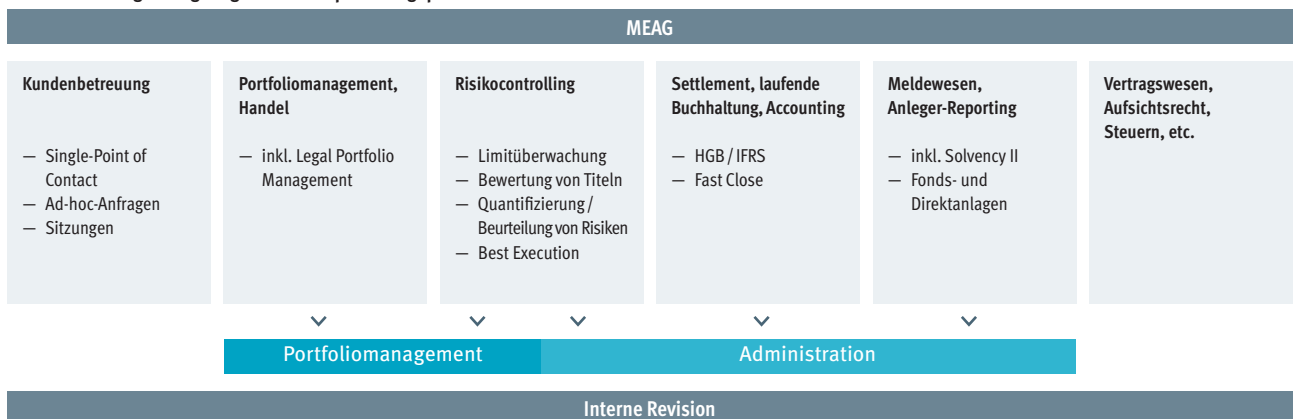 MEAG
Kundenbetreuung
— Single-Point of
Contact
— Ad-hoc-Anfragen
— Sitzungen
Portfoliomanagement,
Handel
— inkl. Legal Portfolio
Management
Risikocontrolling
— Limitüberwachung
— Bewertung von Titeln
— Quantifizierung /
Beurteilung von Risiken
— Best Execution
Settlement, laufende
Buchhaltung, Accounting
— HGB / IFRS
— Fast Close
Meldewesen,
Anleger-Reporting
— inkl. Solvency II
— Fonds- und
Direktanlagen
Vertragswesen,
Aufsichtsrecht,
Steuern, etc.
Portfoliomanagement
Administration
Interne Revision